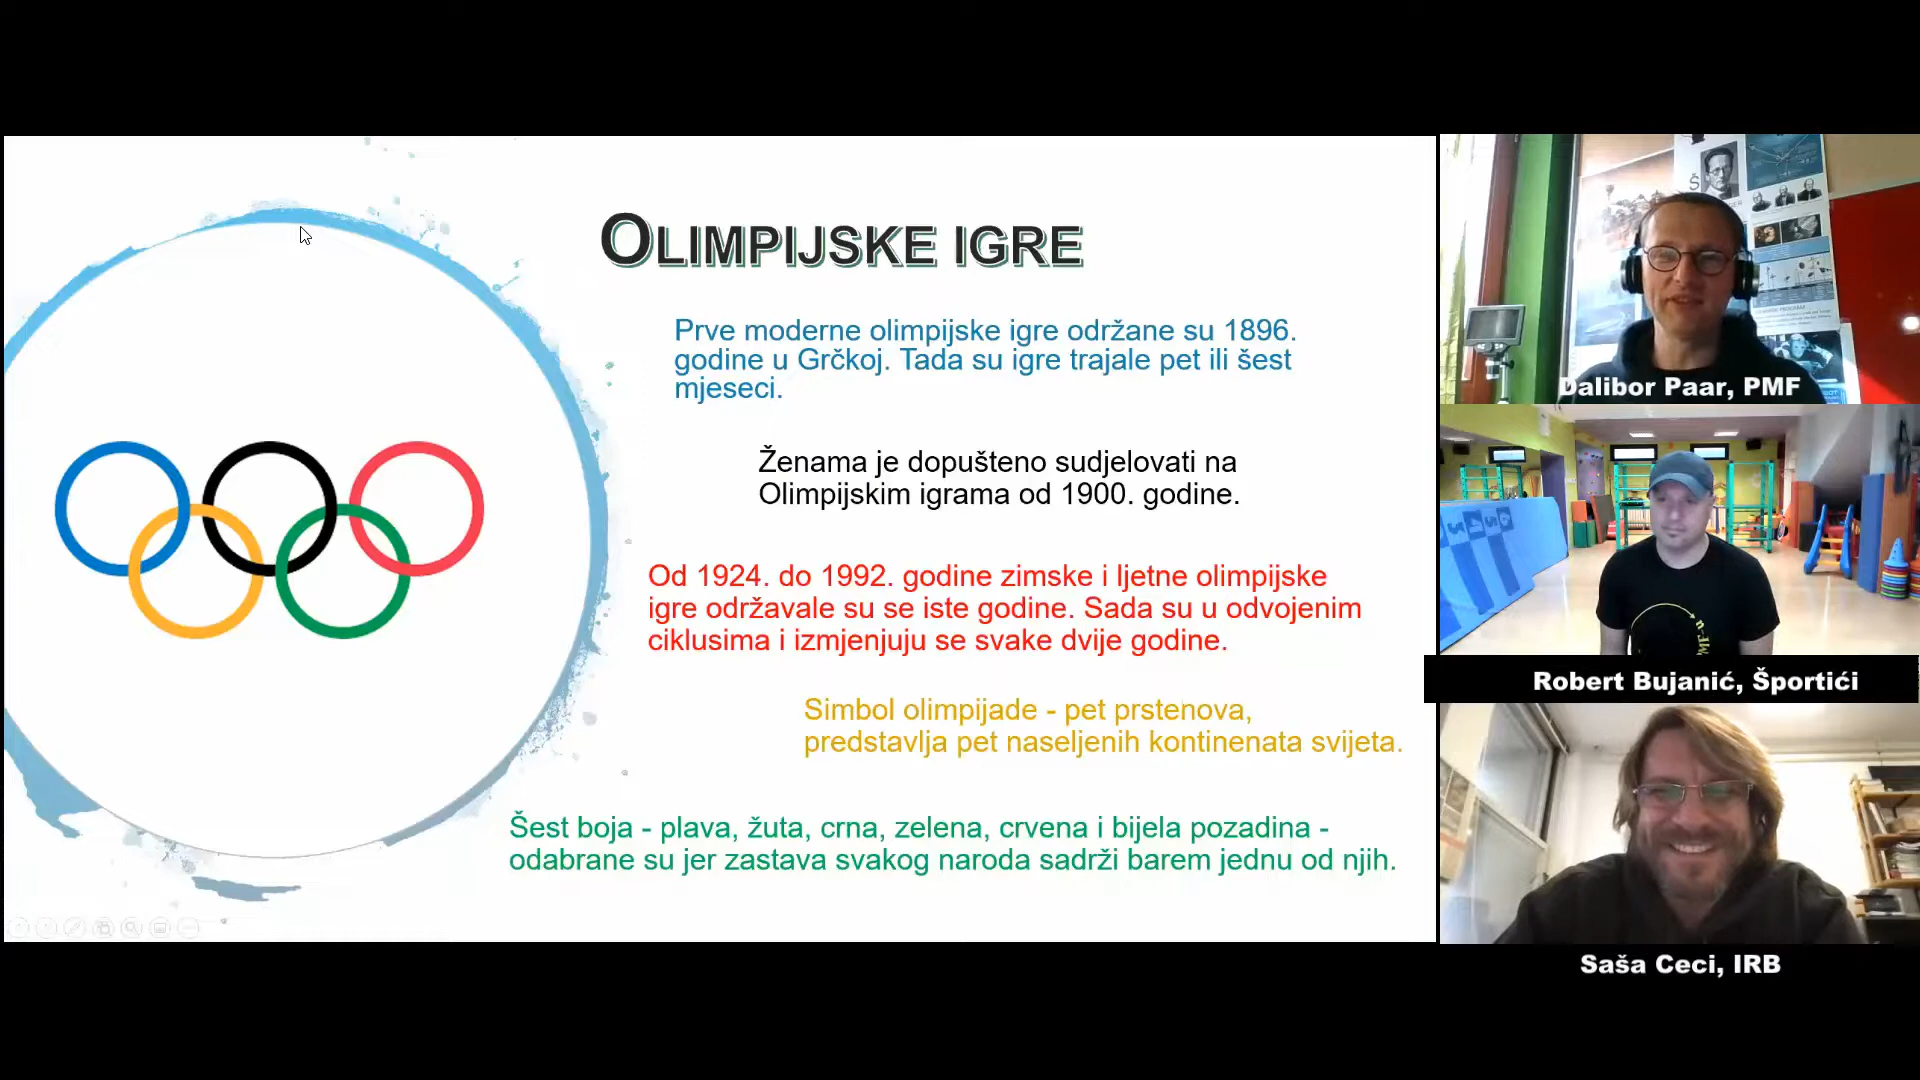 OLIMPIJSKE IGRE
Prve moderne olimpijske igre održane su 1896.
godine u Grčkoj. Tada su igre trajale pet ili šest
mjeseci.
Ženama je dopušteno sudjelovati na
Olimpijskim igrama od 1900. godine.
Od 1924. do 1992. godine zimske i ljetne olimpijske
igre održavale su se iste godine. Sada su u odvojenim
ciklusima i izmjenjuju se svake dvije godine.
Simbol olimpijade - pet prstenova,
predstavlja pet naseljenih kontinenata svijeta.
Šest boja - plava, žuta, crna, zelena, crvena i bijela pozadina -
odabrane su jer zastava svakog naroda sadrži barem jednu od njih.
Dalibor Paar, PMF
Robert Bujanić, Športići
Saša Ceci, IRB